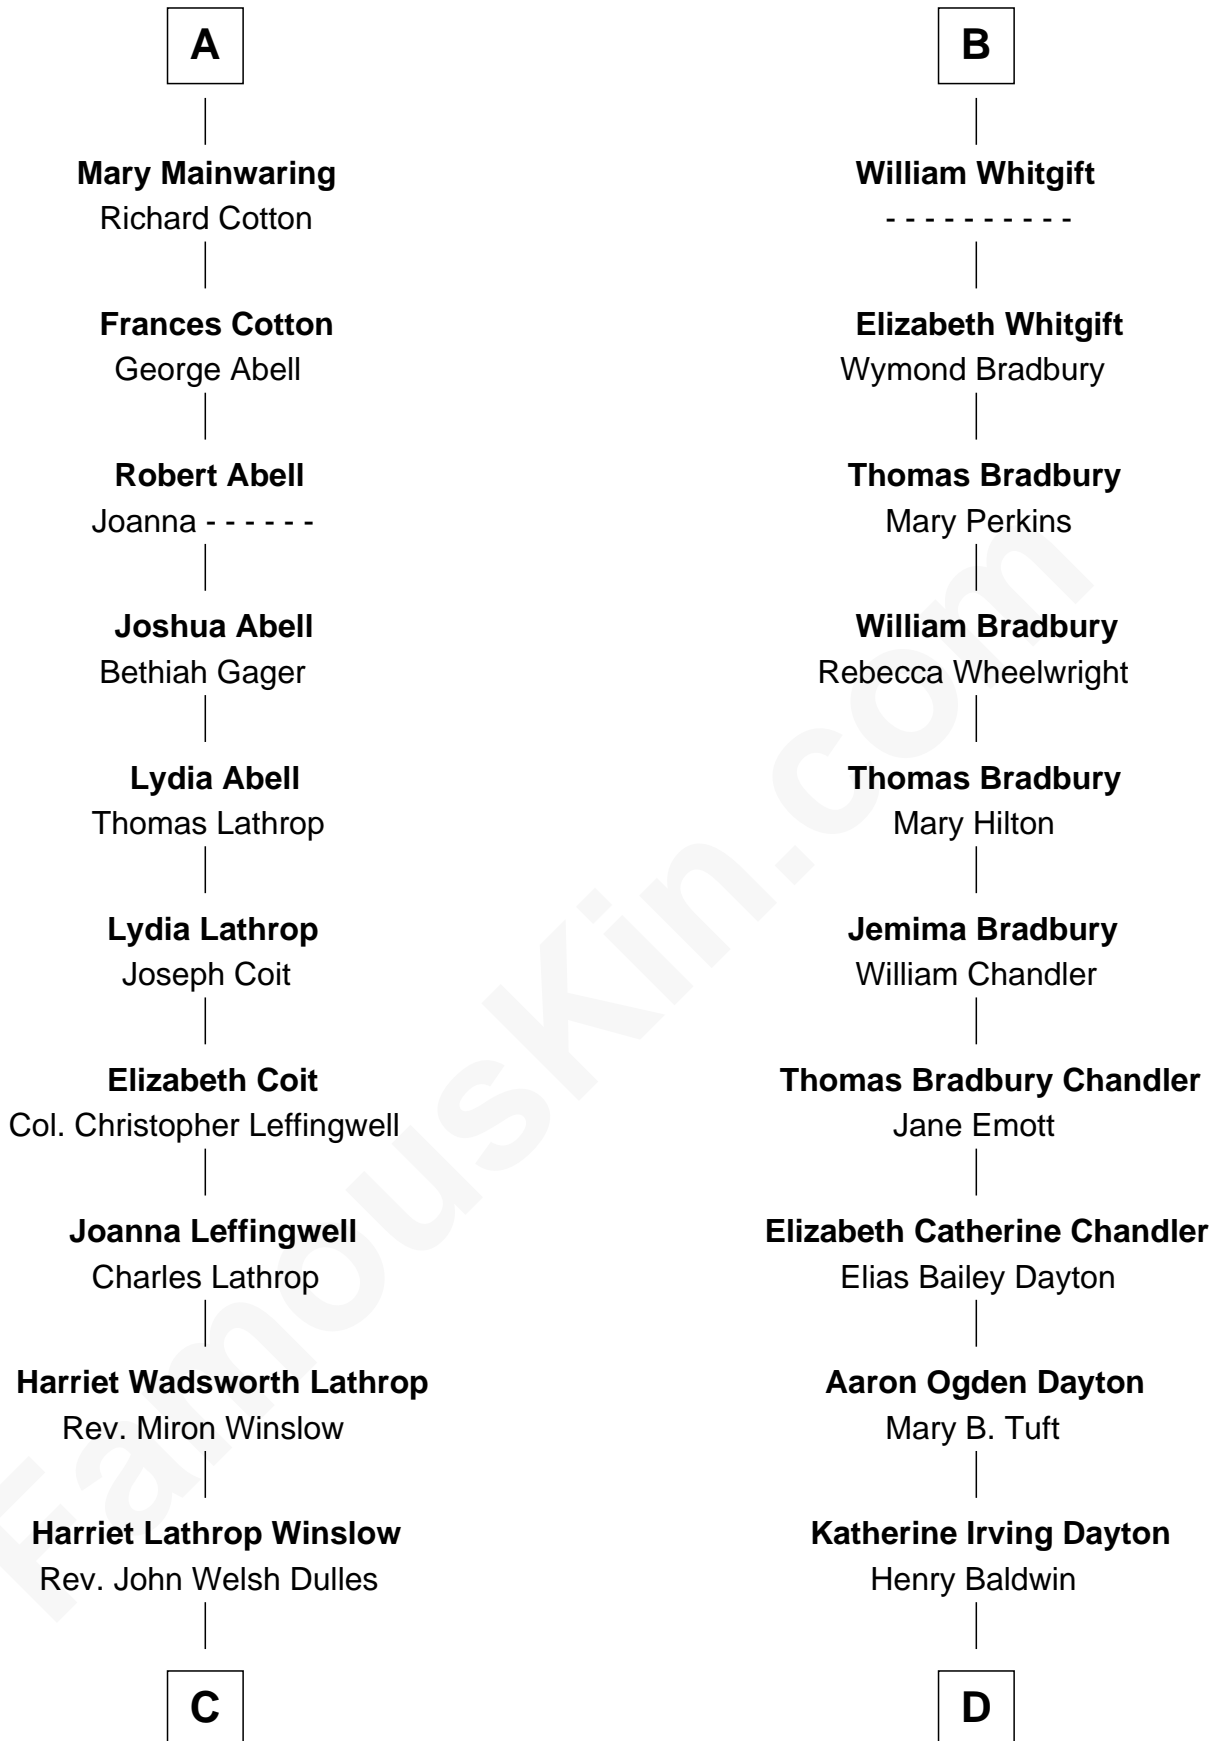 A
Mary Mainwaring
Richard Cotton
Frances Cotton
George Abell
Robert Abell
Joanna - - - - - -
Joshua Abell
Bethiah Gager
Lydia Abell
Thomas Lathrop
Lydia Lathrop
Joseph Coit
Elizabeth Coit
Col. Christopher Leffingwell
Joanna Leffingwell
Charles Lathrop
Harriet Wadsworth Lathrop
Rev. Miron Winslow
Harriet Lathrop Winslow
Rev. John Welsh Dulles
C
B
William Whitgift
- - - - - - - - - -
Elizabeth Whitgift
Wymond Bradbury
Thomas Bradbury
Mary Perkins
William Bradbury
Rebecca Wheelwright
Thomas Bradbury
Mary Hilton
Jemima Bradbury
William Chandler
Thomas Bradbury Chandler
Jane Emott
Elizabeth Catherine Chandler
Elias Bailey Dayton
Aaron Ogden Dayton
Mary B. Tuft
Katherine Irving Dayton
Henry Baldwin
D
FamousKin.com